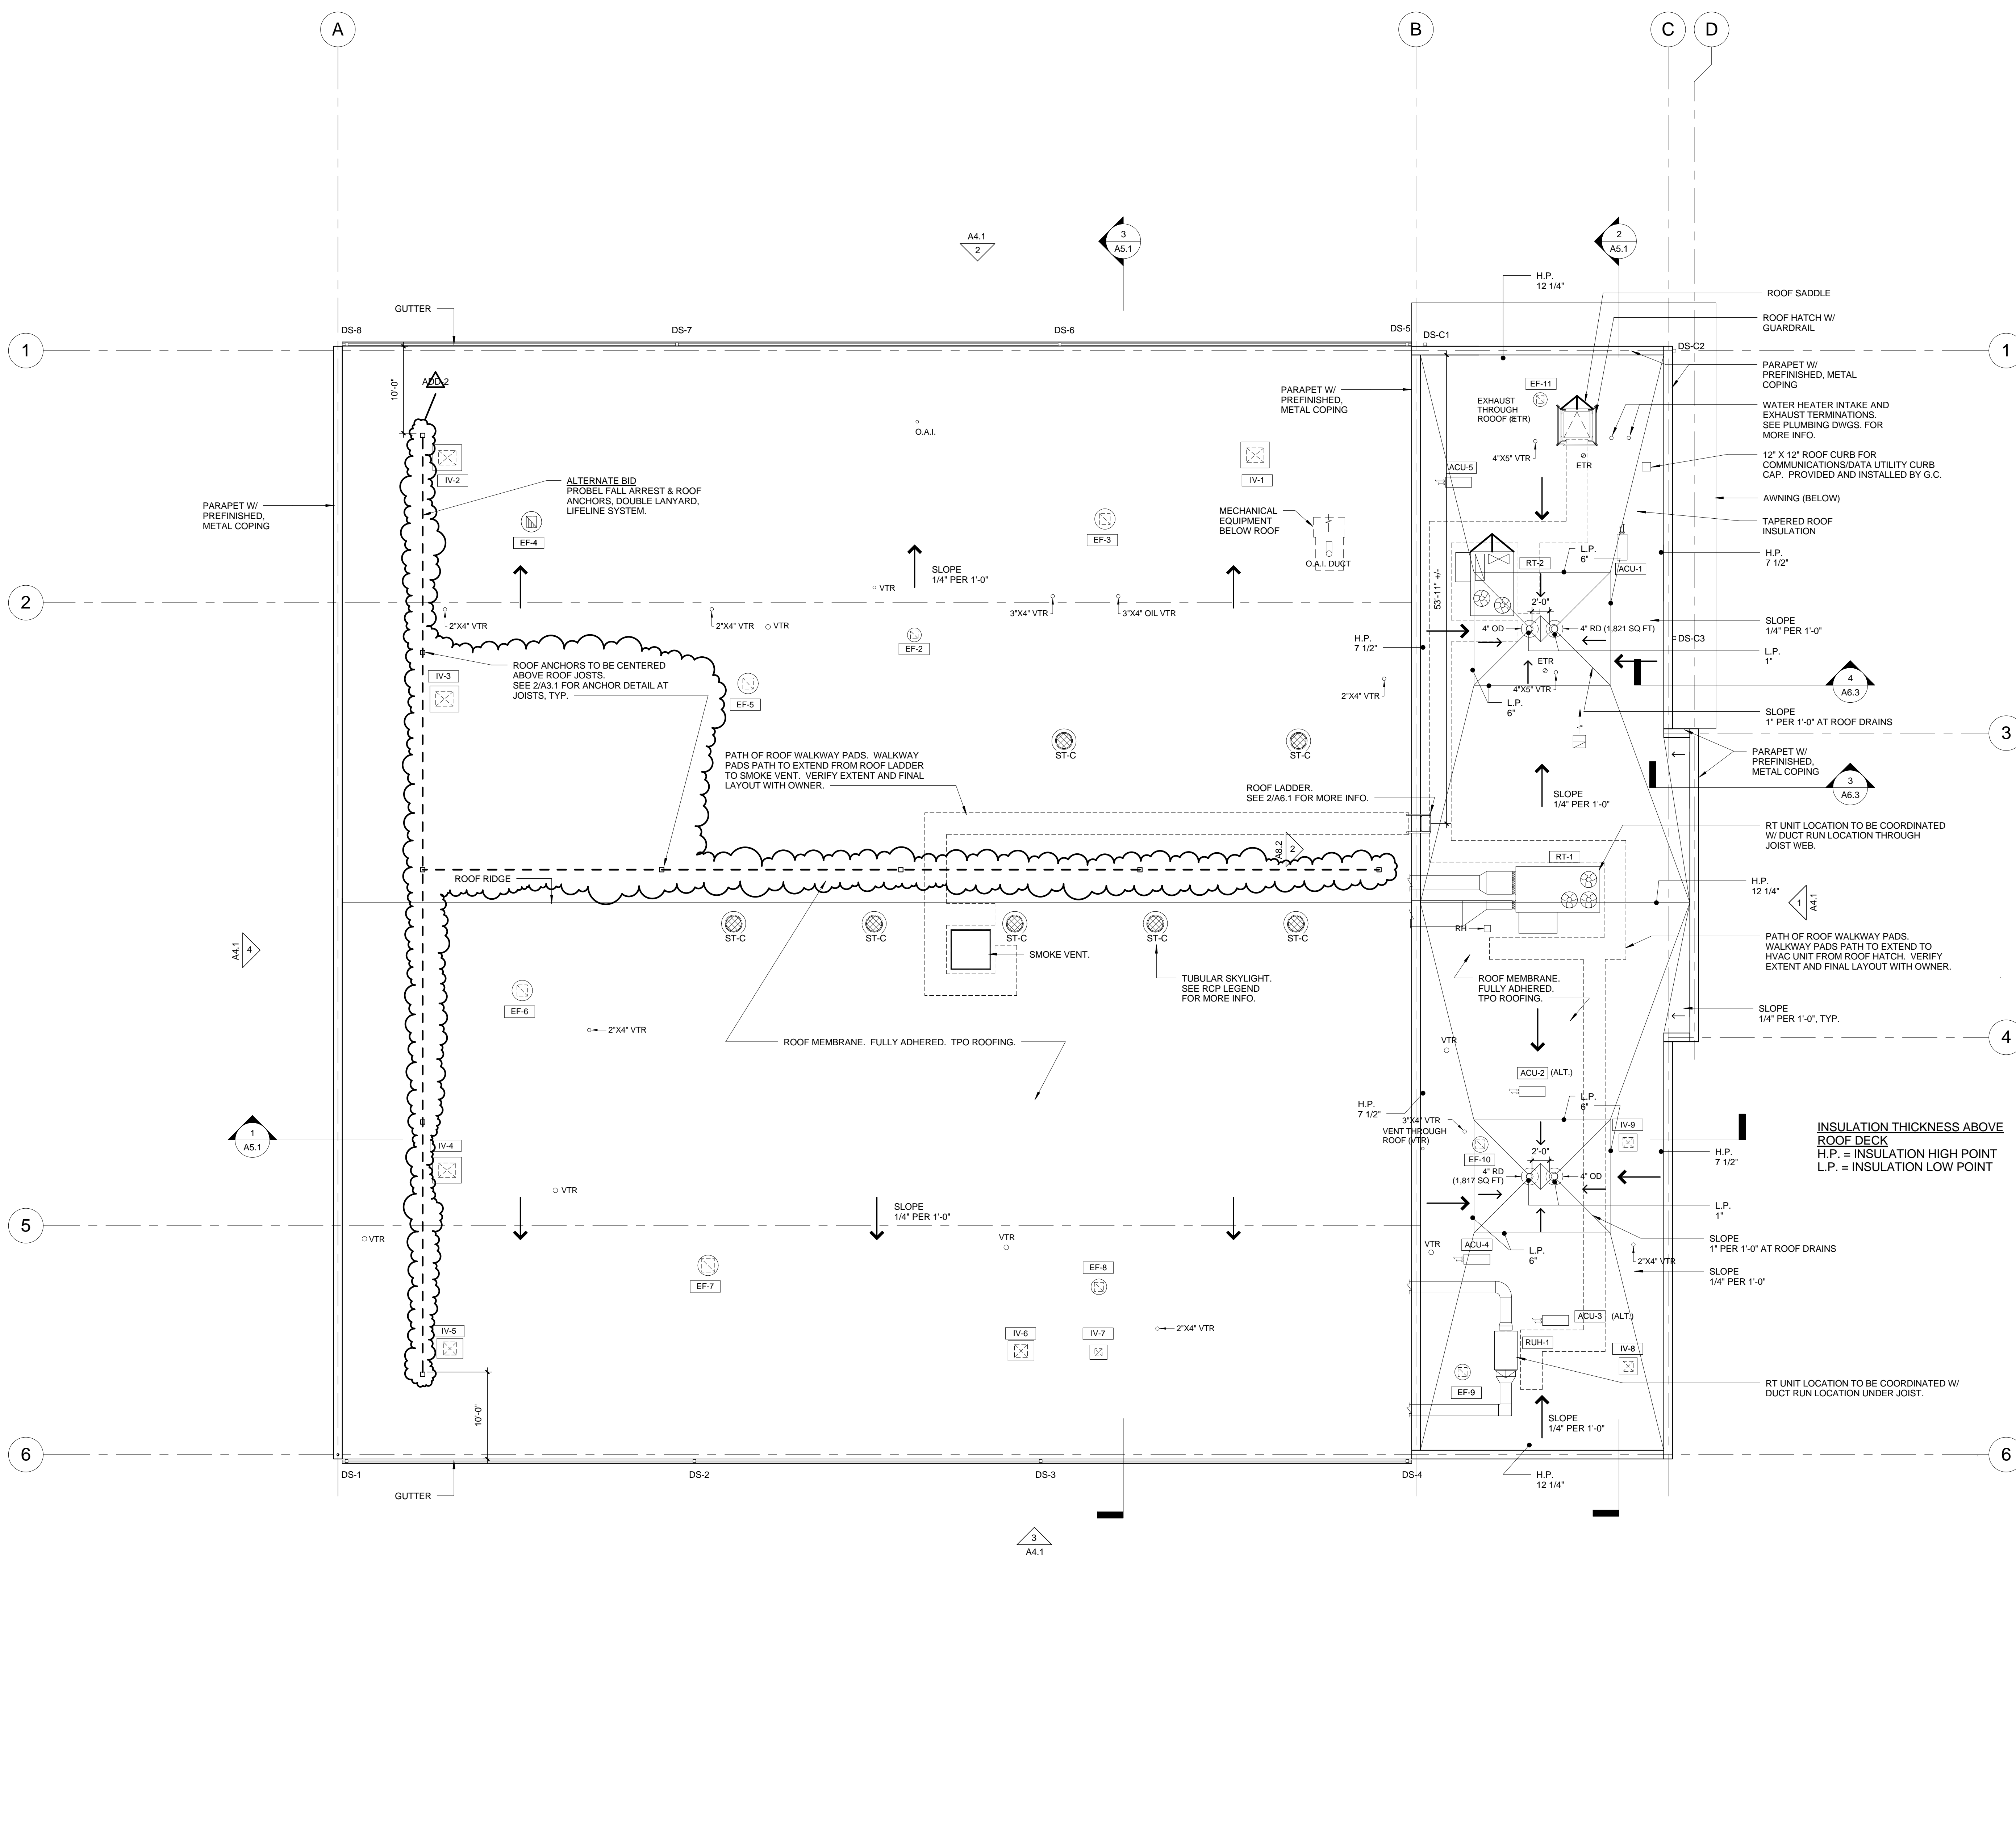 A
B
C
D
A4.1
2
3
A5.1
2
A5.1
H.P.
12 1/4"
ROOF SADDLE
GUTTER
ROOF HATCH W/
GUARDRAIL
DS-8
DS-7
DS-6
DS-5
DS-C1
DS-C2
1
1
10'-0"
ADD-2
PARAPET W/
PREFINISHED,
METAL COPING
PARAPET W/
PREFINISHED, METAL
COPING
EF-11
EXHAUST
THROUGH
ROOOF (ETR)
WATER HEATER INTAKE AND
EXHAUST TERMINATIONS.
SEE PLUMBING DWGS. FOR
MORE INFO.
O.A.I.
4"X5" VTR
ETR
12" X 12" ROOF CURB FOR
COMMUNICATIONS/DATA UTILITY CURB
CAP. PROVIDED AND INSTALLED BY G.C.
IV-2
IV-1
ACU-5
ALTERNATE BID
PROBEL FALL ARREST & ROOF
ANCHORS, DOUBLE LANYARD,
LIFELINE SYSTEM.
AWNING (BELOW)
PARAPET W/
PREFINISHED,
METAL COPING
MECHANICAL
EQUIPMENT
BELOW ROOF
TAPERED ROOF
INSULATION
EF-4
EF-3
O.A.I. DUCT
L.P.
6"
RT-2
ACU-1
H.P.
7 1/2"
SLOPE
1/4" PER 1'-0"
VTR
53'-11" +/-
2
2'-0"
3"X4" VTR
3"X4" OIL VTR
2"X4" VTR
2"X4" VTR
VTR
4" OD
4" RD (1,821 SQ FT)
SLOPE
1/4" PER 1'-0"
DS-C3
EF-2
H.P.
7 1/2"
L.P.
1"
ROOF ANCHORS TO BE CENTERED
ABOVE ROOF JOSTS.
SEE 2/A3.1 FOR ANCHOR DETAIL AT
JOISTS, TYP.
IV-3
EF-5
ETR
4"X5" VTR
2"X4" VTR
4
A6.3
L.P.
6"
SLOPE
1" PER 1'-0" AT ROOF DRAINS
3
ST-C
ST-C
PATH OF ROOF WALKWAY PADS. WALKWAY
PADS PATH TO EXTEND FROM ROOF LADDER
TO SMOKE VENT. VERIFY EXTENT AND FINAL
LAYOUT WITH OWNER.
PARAPET W/
PREFINISHED,
METAL COPING
ROOF LADDER.
SEE 2/A6.1 FOR MORE INFO.
SLOPE
1/4" PER 1'-0"
3
A6.3
RT UNIT LOCATION TO BE COORDINATED
W/ DUCT RUN LOCATION THROUGH
JOIST WEB.
A8.2
2
RT-1
ROOF RIDGE
H.P.
12 1/4"
1
A4.1
ST-C
ST-C
ST-C
ST-C
ST-C
RH
A4.1
4
SMOKE VENT.
PATH OF ROOF WALKWAY PADS.
WALKWAY PADS PATH TO EXTEND TO
HVAC UNIT FROM ROOF HATCH. VERIFY
EXTENT AND FINAL LAYOUT WITH OWNER.
TUBULAR SKYLIGHT.
SEE RCP LEGEND
FOR MORE INFO.
ROOF MEMBRANE.
FULLY ADHERED.
TPO ROOFING.
EF-6
SLOPE
1/4" PER 1'-0", TYP.
2"X4" VTR
ROOF MEMBRANE. FULLY ADHERED. TPO ROOFING.
4
VTR
ACU-2
(ALT.)
H.P.
7 1/2"
L.P.
6"
3"X4" VTR
VENT THROUGH
ROOF (VTR)
IV-9
1
A5.1
IV-4
INSULATION THICKNESS ABOVE
ROOF DECK
H.P. = INSULATION HIGH POINT
L.P. = INSULATION LOW POINT
EF-10
2'-0"
H.P.
7 1/2"
4" RD
(1,817 SQ FT)
4" OD
VTR
SLOPE
1/4" PER 1'-0"
L.P.
1"
5
VTR
VTR
VTR
ACU-4
L.P.
6"
SLOPE
1" PER 1'-0" AT ROOF DRAINS
2"X4" VTR
SLOPE
1/4" PER 1'-0"
EF-7
EF-8
IV-5
IV-6
IV-7
2"X4" VTR
ACU-3
(ALT.)
RUH-1
IV-8
EF-9
RT UNIT LOCATION TO BE COORDINATED W/
DUCT RUN LOCATION UNDER JOIST.
10'-0"
SLOPE
1/4" PER 1'-0"
6
6
DS-1
DS-2
DS-3
DS-4
H.P.
12 1/4"
GUTTER
3
A4.1